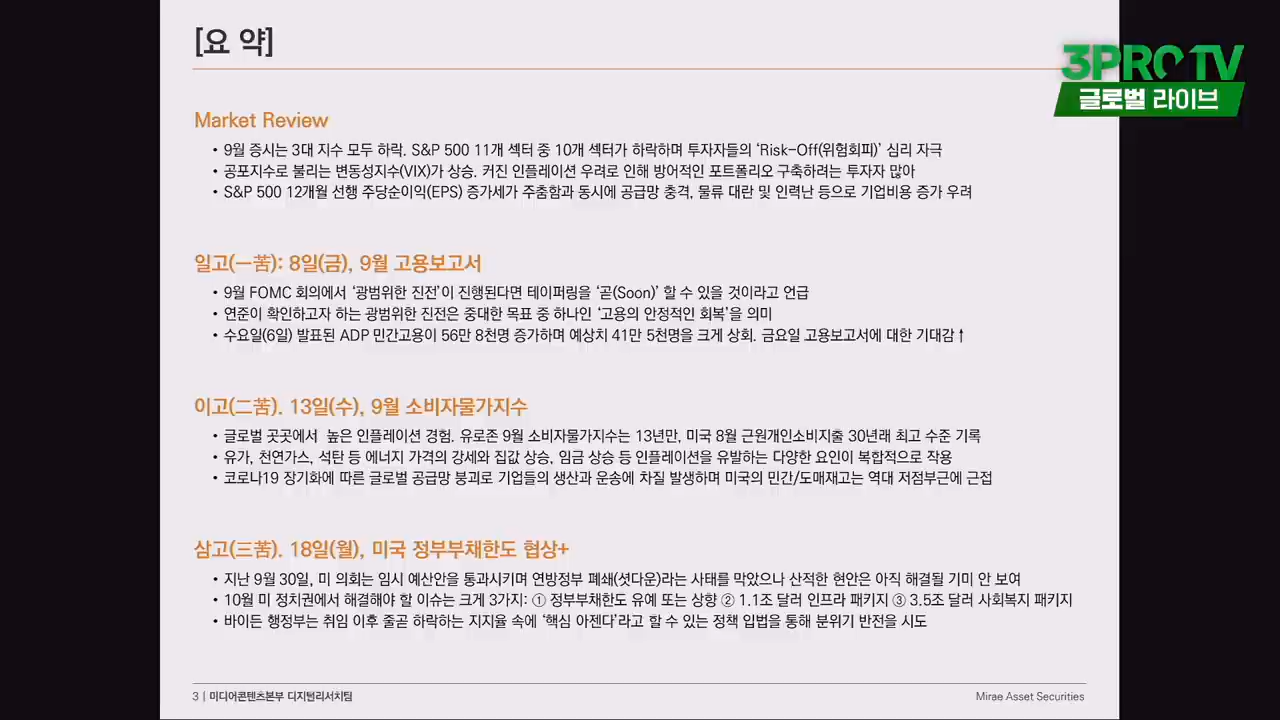 [요 약]
3PRO TV
글로벌 라이브
Market Review
• 9월 증시는 3대 지수 모두 하락. S&P 500 11개 섹터 중 10개 섹터가 하락하며 투자자들의 ‘Risk-Off(위험회피)’ 심리 자극
• 공포지수로 불리는 변동성지수(VIX)가 상승. 커진 인플레이션 우려로 인해 방어적인 포트폴리오 구축하려는 투자자 많아
• S&P 500 12개월 선행 주당순이익(EPS) 증가세가 주춤함과 동시에 공급망 충격, 물류 대란 및 인력난 등으로 기업비용 증가 우려
일고(一苦): 8일(금), 9월 고용보고서
• 9월 FOMC 회의에서 ‘광범위한 진전’이 진행된다면 테이퍼링을 ‘곧(Soon)’ 할 수 있을 것이라고 언급
• 연준이 확인하고자 하는 광범위한 진전은 중대한 목표 중 하나인 ‘고용의 안정적인 회복’을 의미
• 수요일(6일) 발표된 ADP 민간고용이 56만 8천명 증가하며 예상치 41만 5천명을 크게 상회. 금요일 고용보고서에 대한 기대감↑
이고(二苦). 13일(수), 9월 소비자물가지수
• 글로벌 곳곳에서 높은 인플레이션 경험. 유로존 9월 소비자물가지수는 13년만, 미국 8월 근원개인소비지출 30년래 최고 수준 기록
• 유가, 천연가스, 석탄 등 에너지 가격의 강세와 집값 상승, 임금 상승 등 인플레이션을 유발하는 다양한 요인이 복합적으로 작용
• 코로나19 장기화에 따른 글로벌 공급망 붕괴로 기업들의 생산과 운송에 차질 발생하며 미국의 민간/도매재고는 역대 저점부근에 근접
삼고(三苦). 18일(월), 미국 정부부채한도 협상+
• 지난 9월 30일, 미 의회는 임시 예산안을 통과시키며 연방정부 폐쇄(셧다운)라는 사태를 막았으나 산적한 현안은 아직 해결될 기미 안 보여
• 10월 미 정치권에서 해결해야 할 이슈는 크게 3가지: ① 정부부채한도 유예 또는 상향 ② 1.1조 달러 인프라 패키지 ③ 3.5조 달러 사회복지 패키지
• 바이든 행정부는 취임 이후 줄곧 하락하는 지지율 속에 ‘핵심 아젠다’라고 할 수 있는 정책 입법을 통해 분위기 반전을 시도
3 | 미디어콘텐츠본부 디지털리서치팀
Mirae Asset Securities